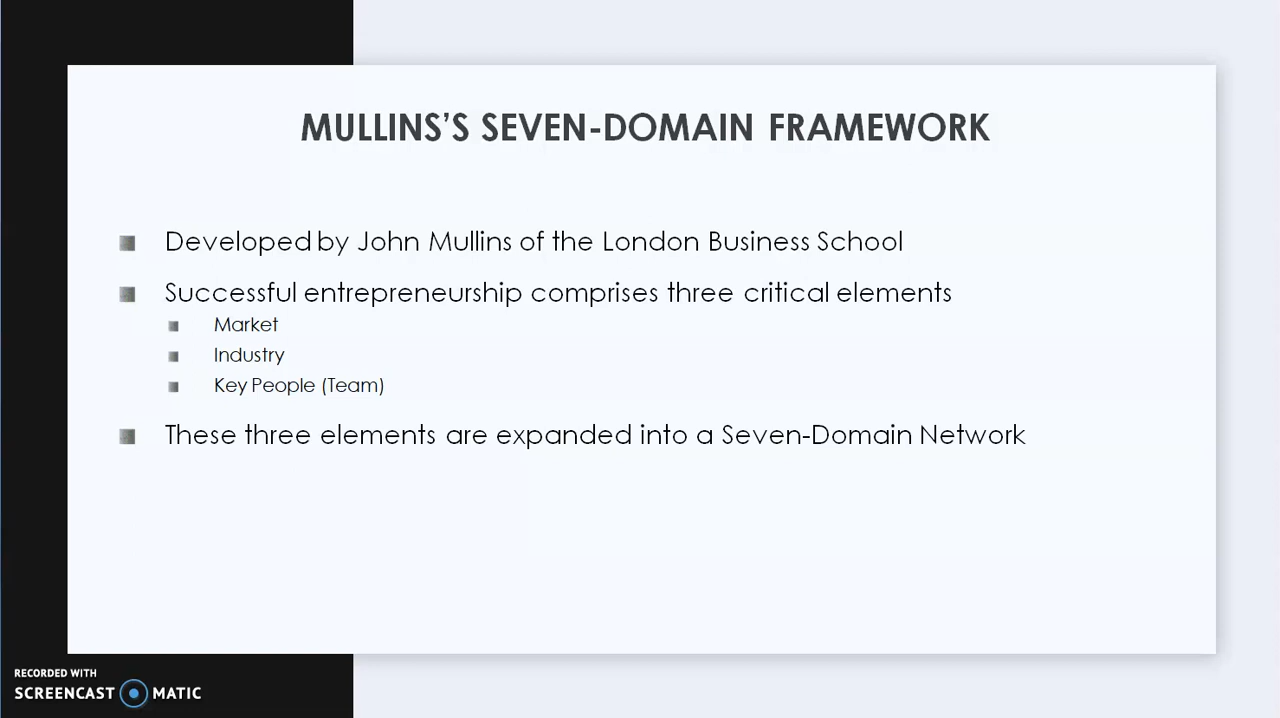 MULLINS’S SEVEN-DOMAIN FRAMEWORK
Developed by John Mullins of the London Business School
Successful entrepreneurship comprises three critical elements
Market
Industry
Key People (Team)
These three elements are expanded into a Seven-Domain Network
RECORDED WITH
SCREENCAST MATIC